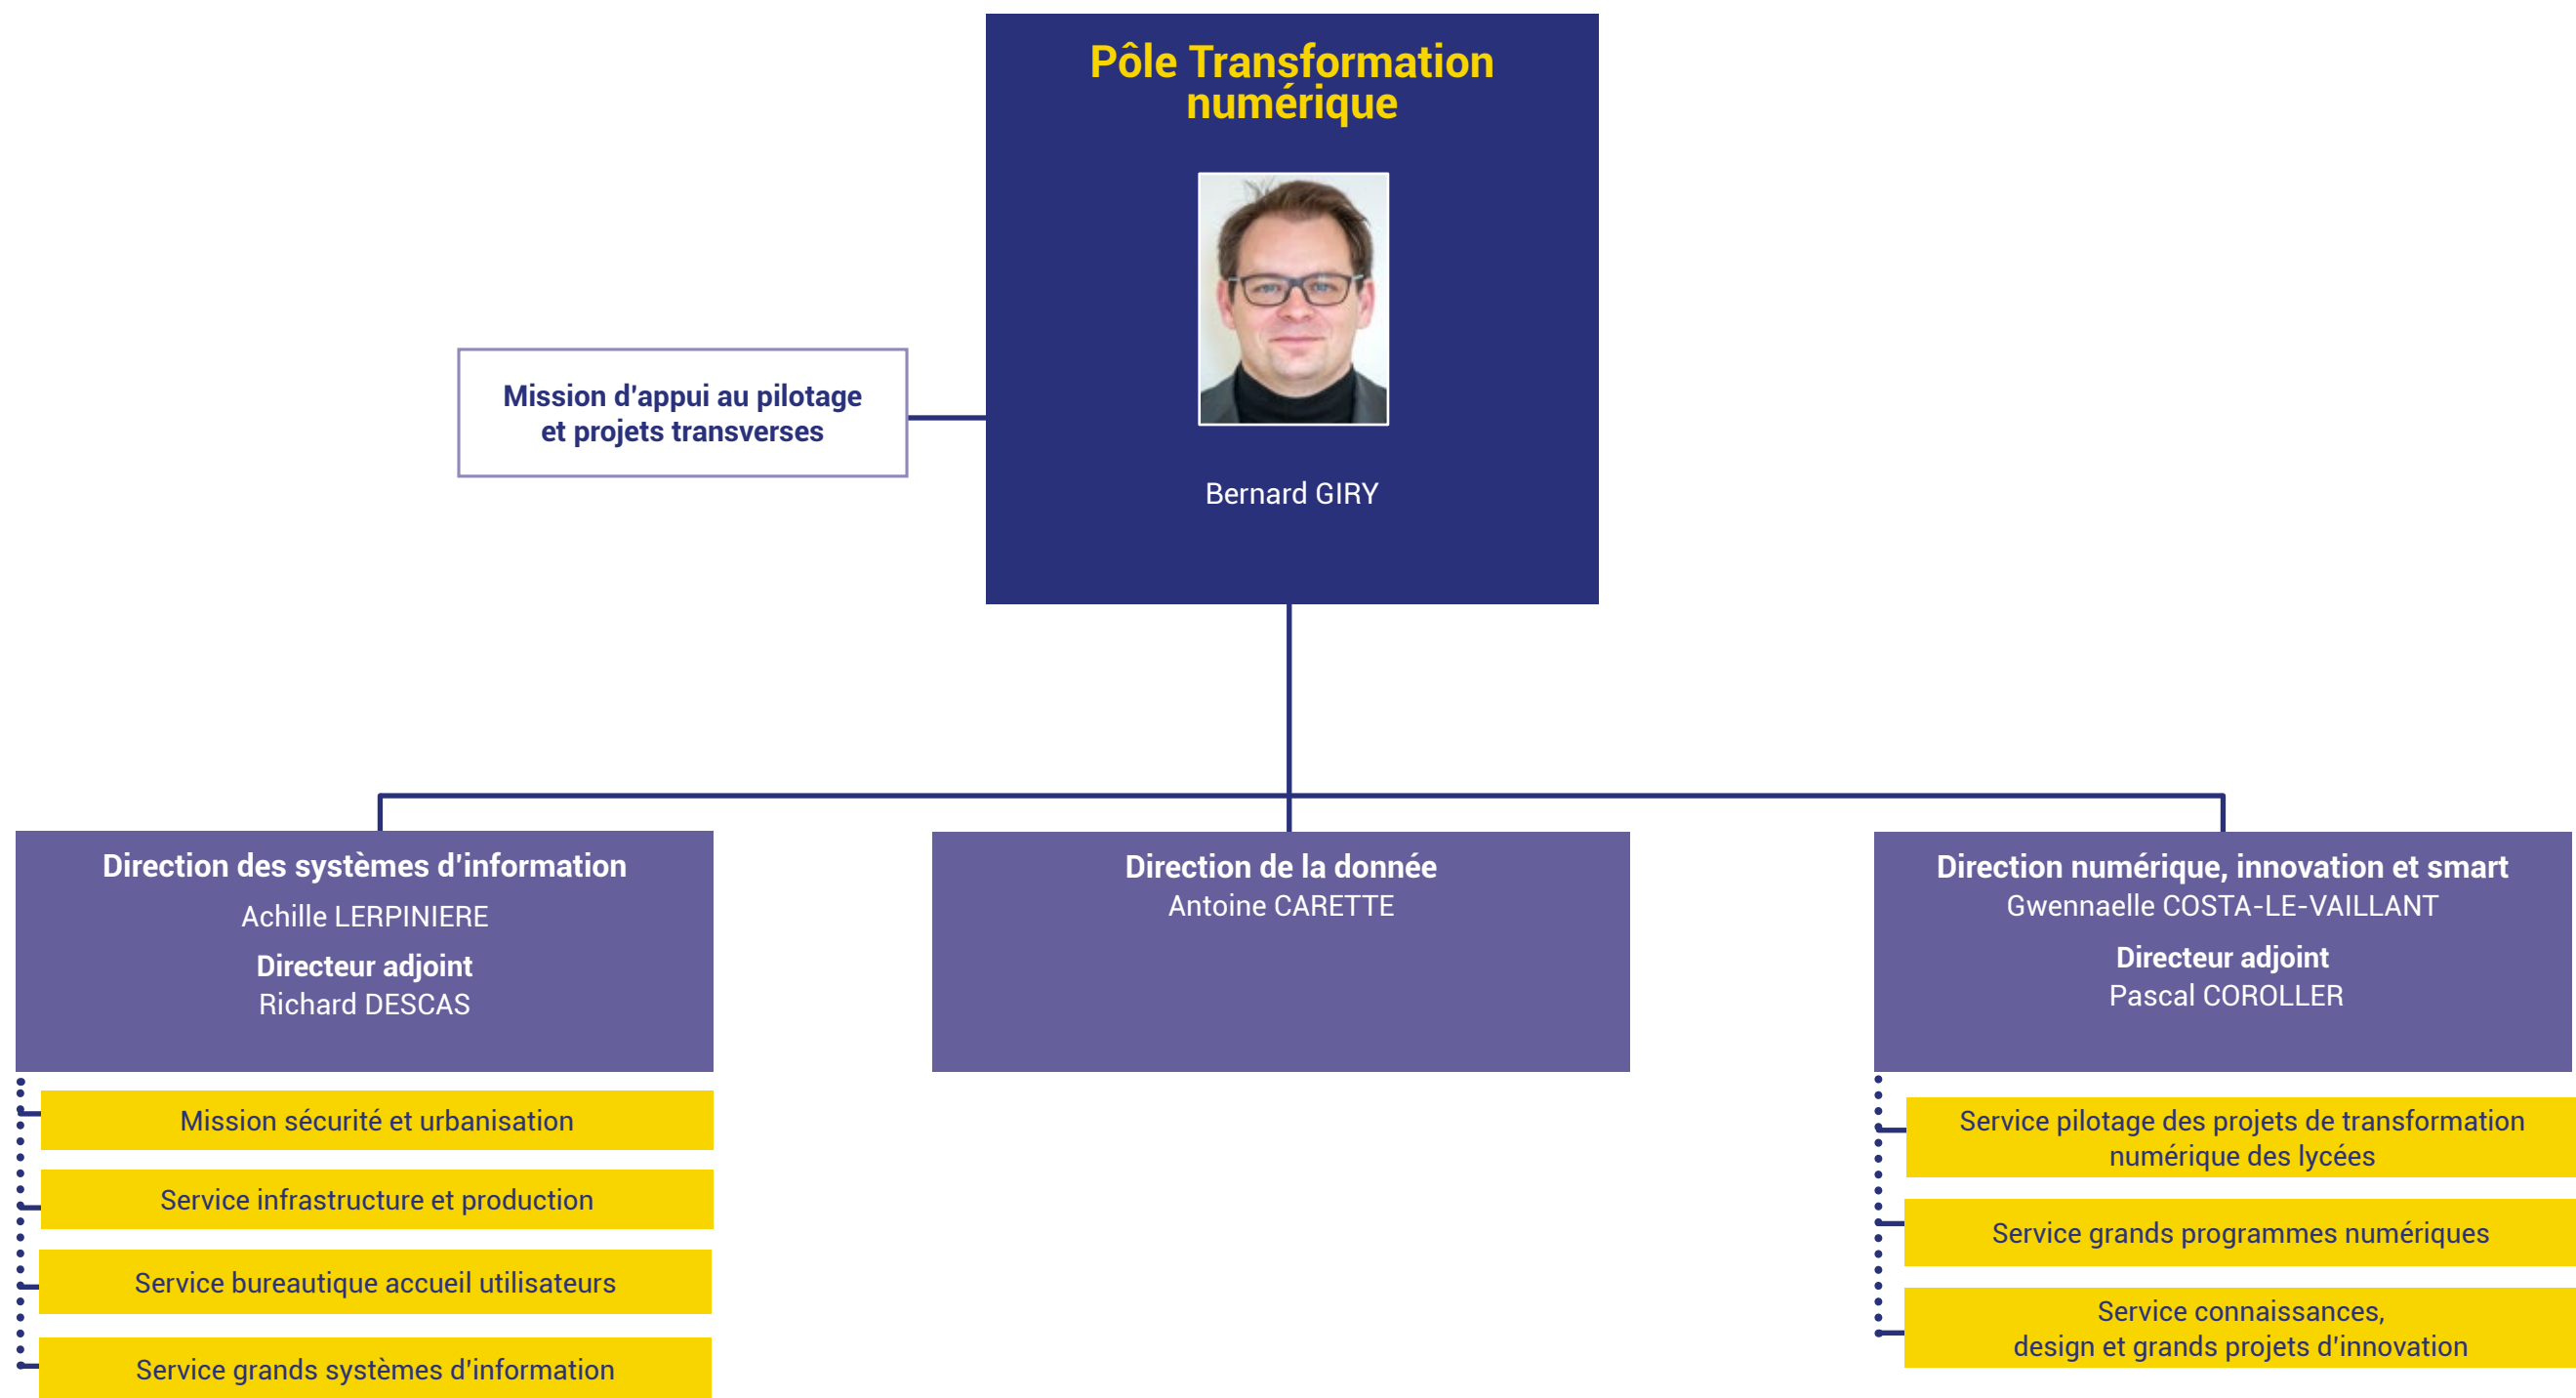 Pôle Transformation
numérique
Mission d'appui au pilotage
et projets transverses
Bernard GIRY
Direction des systèmes d'information
Achille LERPINIERE
Directeur adjoint
Richard DESCAS
Direction de la donnée
Antoine CARETTE
Direction numérique, innovation et smart
Gwennaelle COSTA-LE-VAILLANT
Directeur adjoint
Pascal COROLLER
Mission sécurité et urbanisation
Service infrastructure et production
Service bureautique accueil utilisateurs
Service grands systèmes d'information
Service pilotage des projets de transformation
numérique des lycées
Service grands programmes numériques
Service connaissances,
design et grands projets d'innovation